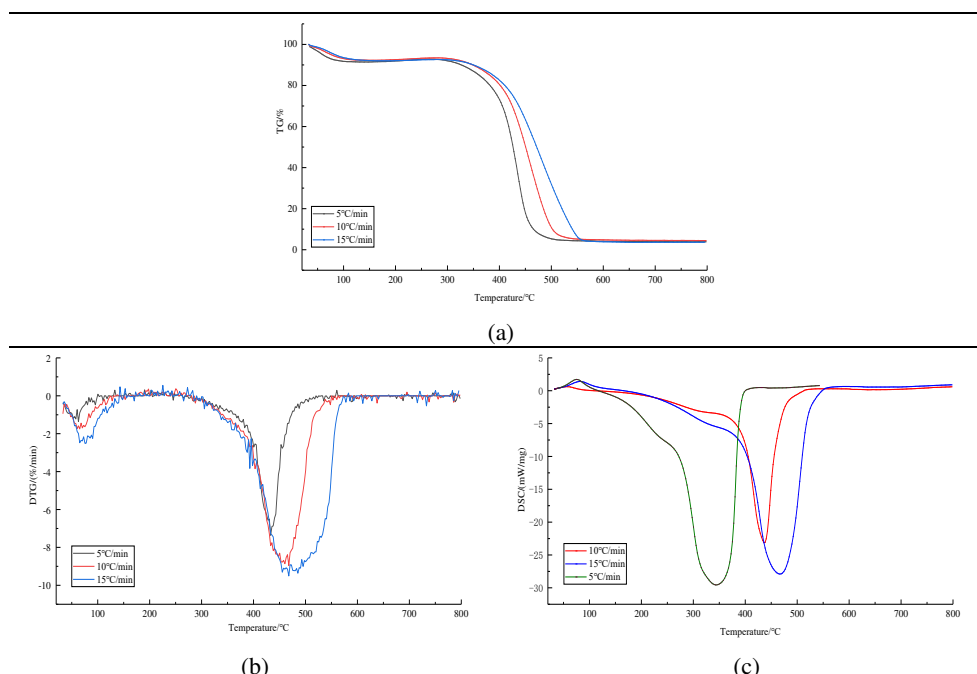 100
80
60
40
20
0
TG/%
5℃/min
10℃/min
15℃/min
100 200 300 400 500 600 700 800
Temperature/℃
(a)
2
0
-2
-4
-6
-8
-10
DTG/(%/min)
5℃/min
10℃/min
15℃/min
100 200 300 400 500 600 700 800
Temperature/℃
(b)
5
0
−5
−10
−15
−20
−25
−30
DSC/(mW/mg)
10℃/min
15℃/min
5℃/min
100 200 300 400 500 600 700 800
Temperature/℃
(c)